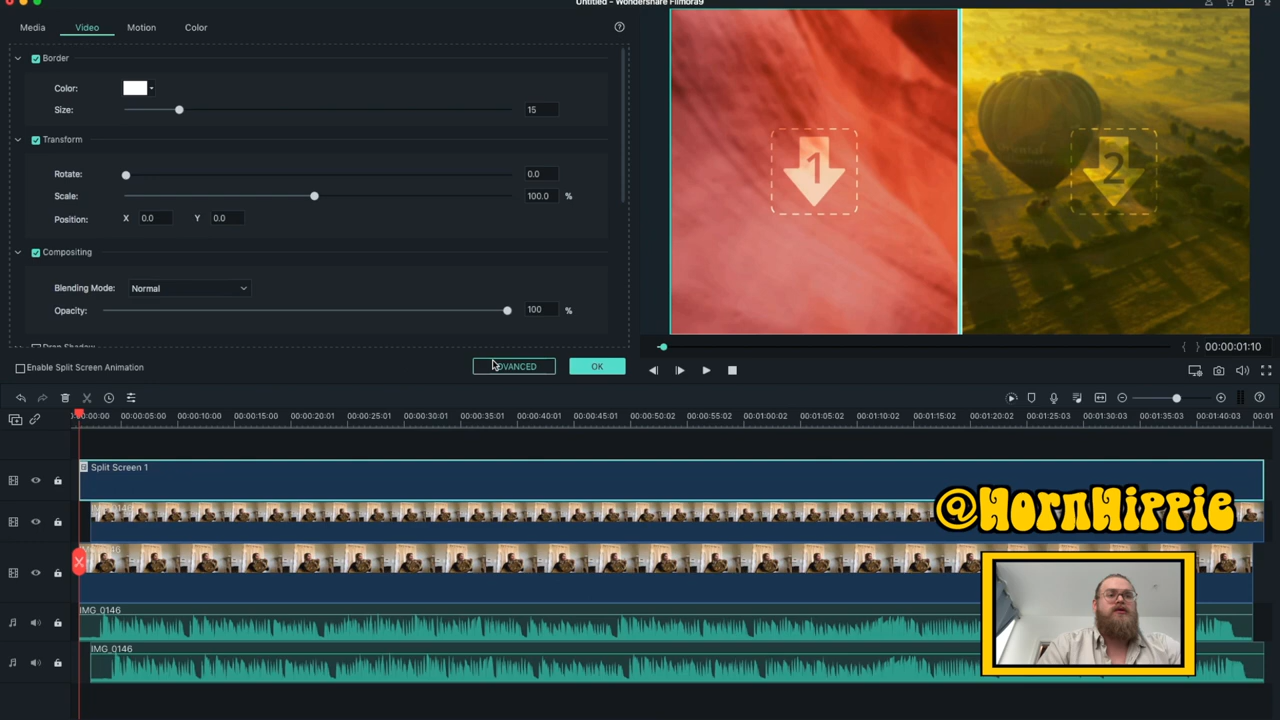 Untitled - Wondershare Filmora9
Media Video Motion Color
Border
Color:
Size: 15
Transform
Rotate: 0.0
Scale: 100.0 %
Position: X 0.0 Y 0.0
Compositing
Blending Mode: Normal
Opacity: 100 %
Drop Shadow
Enable Split Screen Animation
ADVANCED OK
1
2
{ } 00:00:01:10
00:00:00 00:00:05:00 00:00:10:00 00:00:15:00 00:00:20:01 00:00:25:01 00:00:30:01 00:00:35:01 00:00:40:01 00:00:45:01 00:00:50:02 00:00:55:02 00:01:00:02 00:01:05:02 00:01:10:02 00:01:15:02 00:01:20:02 00:01:25:03 00:01:30:03 00:01:35:03 00:01:40:03 00:01
Split Screen 1
@HornHippie
IMG_0146
IMG_0146